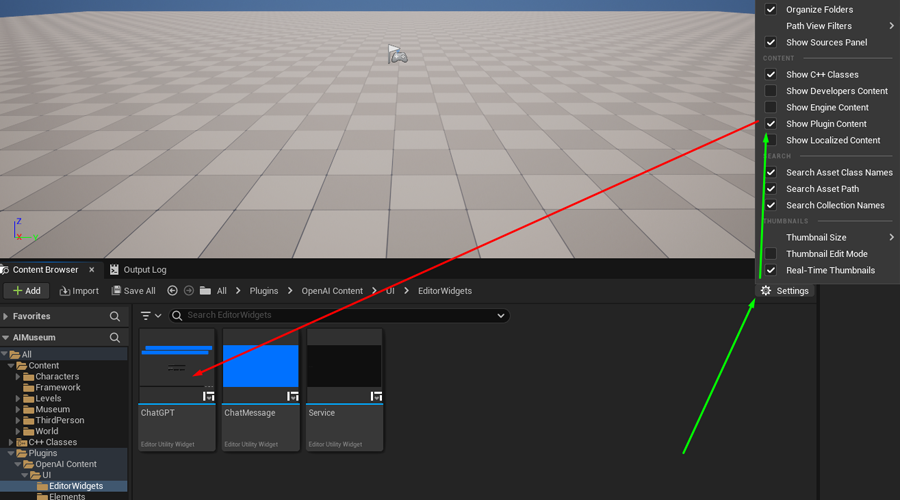 Organize Folders
Path View Filters
Show Sources Panel
CONTENT
Show C++ Classes
Show Developers Content
Show Engine Content
Show Plugin Content
Show Localized Content
SEARCH
Search Asset Class Names
Search Asset Path
Search Collection Names
THUMBNAILS
Thumbnail Size
Thumbnail Edit Mode
Real-Time Thumbnails
Settings
Z
X
Content Browser
Output Log
Add
Import
Save All
All
Plugins
OpenAI Content
UI
EditorWidgets
Favorites
Search EditorWidgets
AIMuseum
All
Content
Characters
Framework
Levels
Museum
ThirdPerson
World
C++ Classes
Plugins
OpenAI Content
UI
EditorWidgets
Elements
ChatGPT
Editor Utility Widget
ChatMessage
Editor Utility Widget
Service
Editor Utility Widget